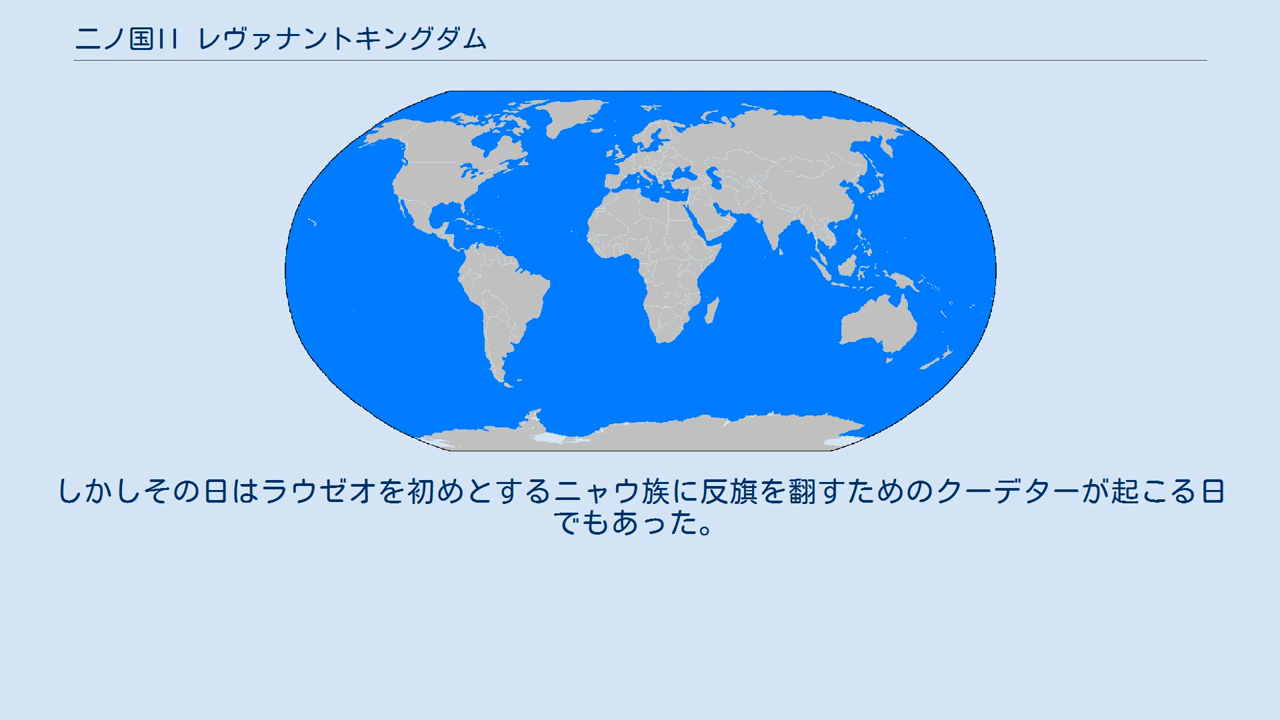 二ノ国II レヴァナントキングダム
しかしその日はラウゼオを初めとするニャウ族に反旗を翻すためのクーデターが起こる日
でもあった。